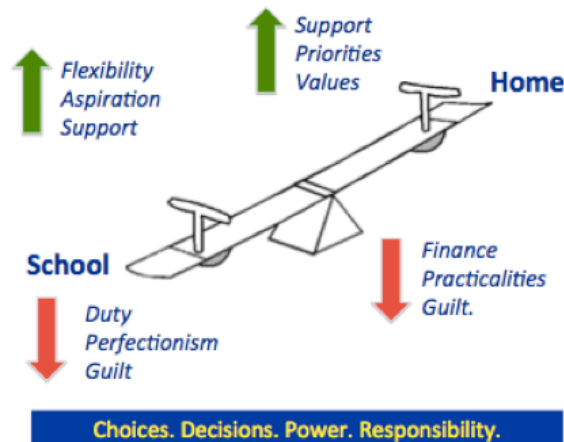 Flexibility
Aspiration
Support
Support
Priorities
Values
Home
School
Duty
Perfectionism
Guilt
Finance
Practicalities
Guilt.
Choices. Decisions. Power. Responsibility.